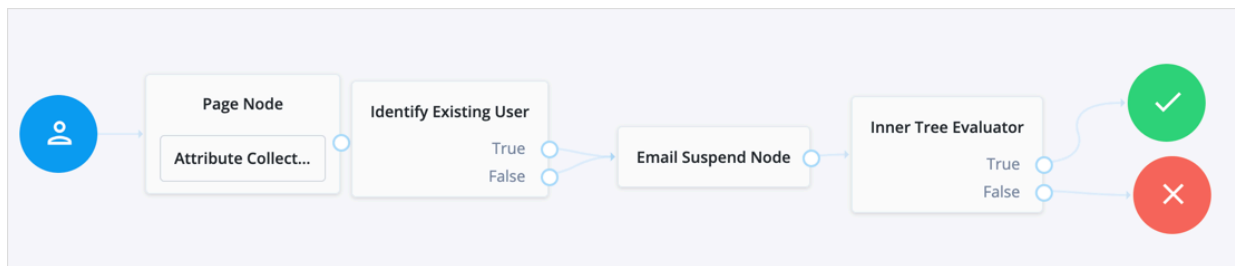 Page Node
Attribute Collect...
Identify Existing User
True
False
Email Suspend Node
Inner Tree Evaluator
True
False